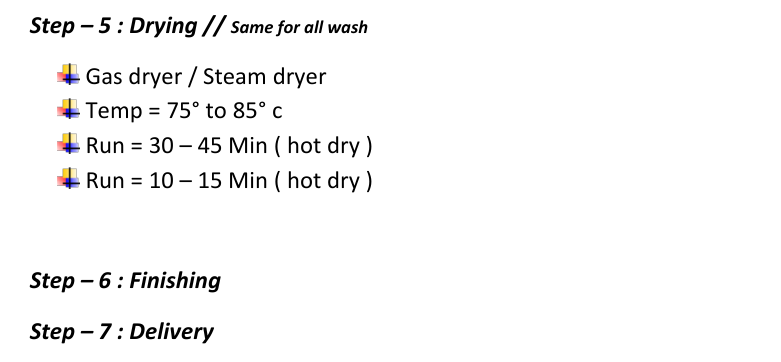 Step – 5 : Drying // Same for all wash
Gas dryer / Steam dryer
Temp = 75° to 85° c
Run = 30 – 45 Min ( hot dry )
Run = 10 – 15 Min ( hot dry )
Step – 6 : Finishing
Step – 7 : Delivery